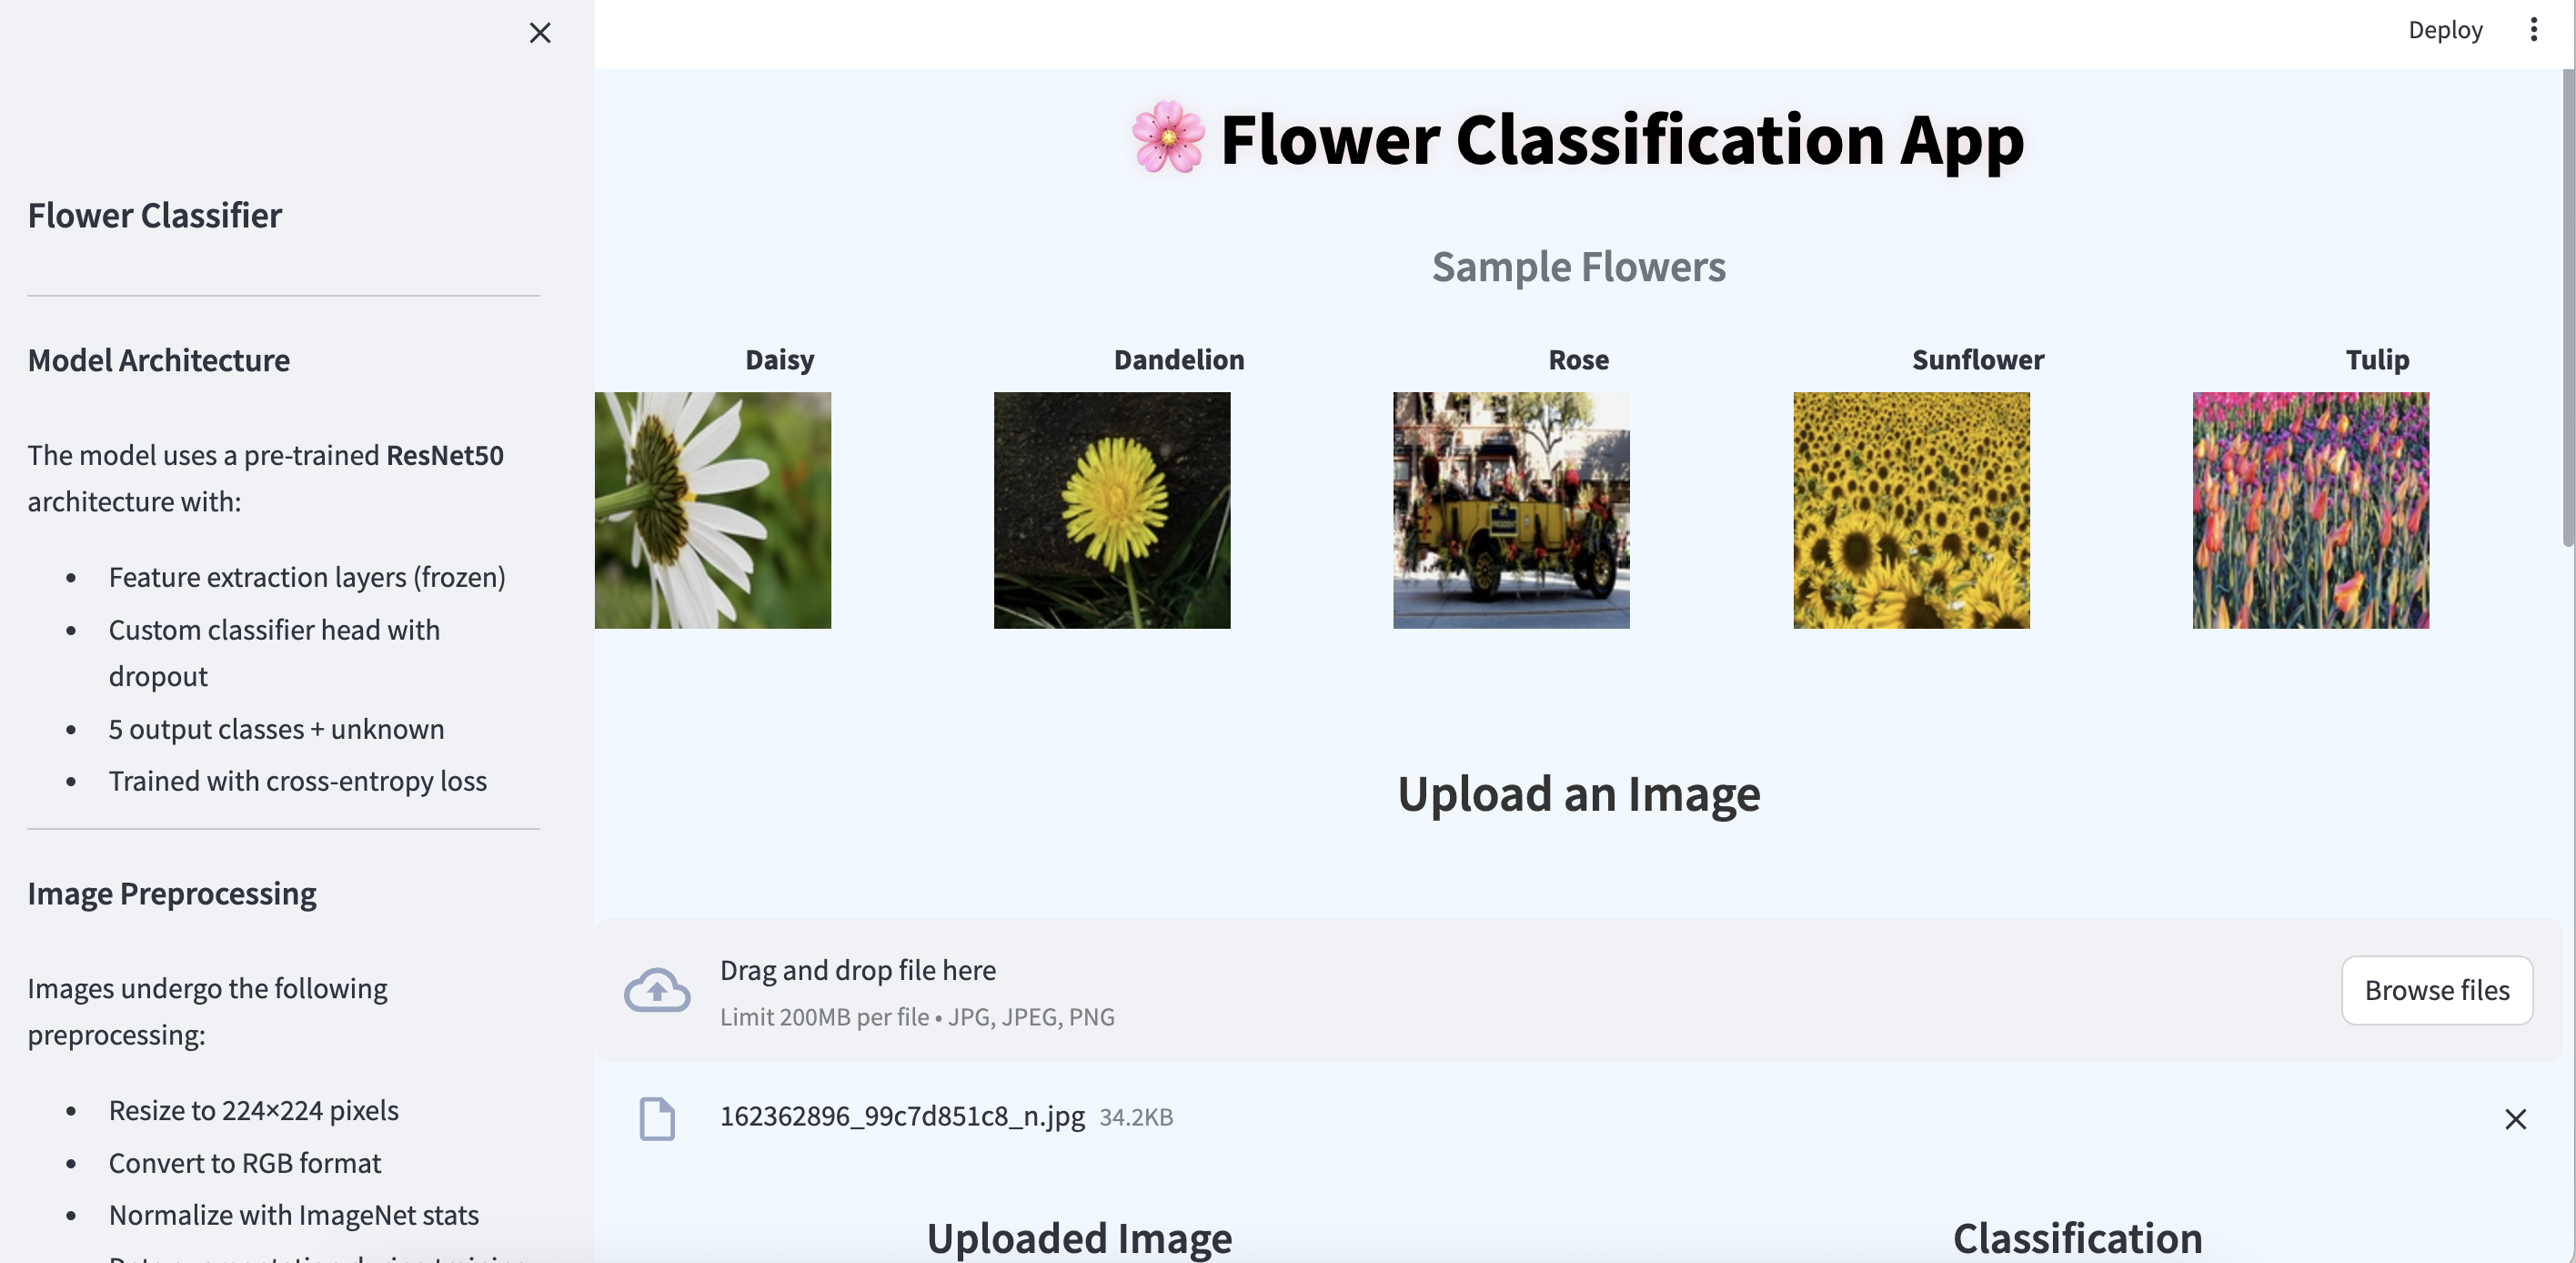 Flower Classifier
Model Architecture
The model uses a pre-trained ResNet50
architecture with:
• Feature extraction layers (frozen)
• Custom classifier head with
dropout
• 5 output classes + unknown
• Trained with cross-entropy loss
Image Preprocessing
Images undergo the following
preprocessing:
• Resize to 224×224 pixels
• Convert to RGB format
• Normalize with ImageNet stats
Deploy
Flower Classification App
Sample Flowers
Daisy
Dandelion
Rose
Sunflower
Tulip
Upload an Image
Drag and drop file here
Limit 200MB per file • JPG, JPEG, PNG
Browse files
162362896_99c7d851c8_n.jpg 34.2KB
Uploaded Image
Classification